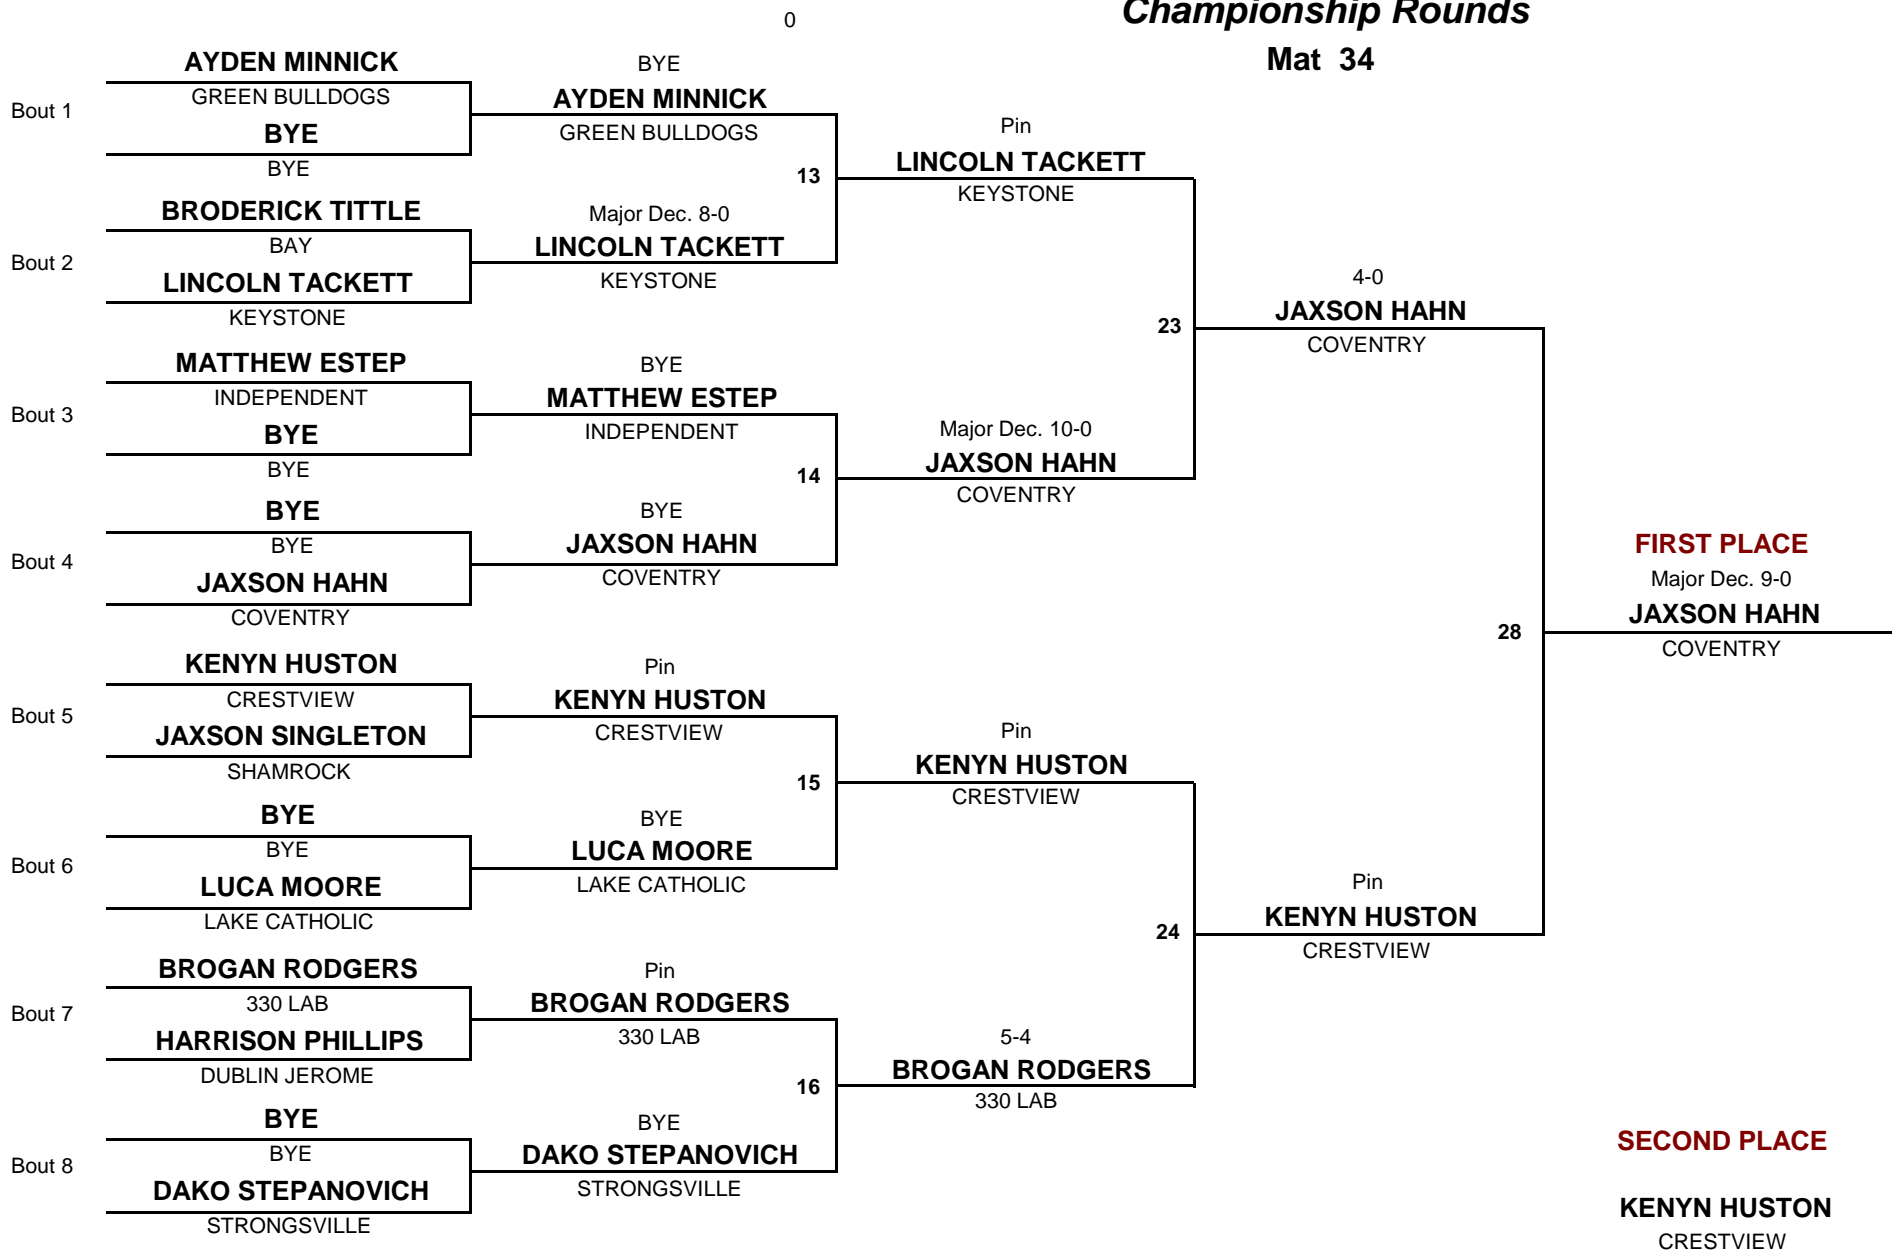 0
Championship Rounds
Mat 34
AYDEN MINNICK
GREEN BULLDOGS
Bout 1
BYE
BYE
BRODERICK TITTLE
BAY
Bout 2
LINCOLN TACKETT
KEYSTONE
MATTHEW ESTEP
INDEPENDENT
Bout 3
BYE
BYE
BYE
BYE
Bout 4
JAXSON HAHN
COVENTRY
KENYN HUSTON
CRESTVIEW
Bout 5
JAXSON SINGLETON
SHAMROCK
BYE
BYE
Bout 6
LUCA MOORE
LAKE CATHOLIC
BROGAN RODGERS
330 LAB
Bout 7
HARRISON PHILLIPS
DUBLIN JEROME
BYE
BYE
Bout 8
DAKO STEPANOVICH
STRONGSVILLE
BYE
AYDEN MINNICK
GREEN BULLDOGS
13
Major Dec. 8-0
LINCOLN TACKETT
KEYSTONE
BYE
MATTHEW ESTEP
INDEPENDENT
14
BYE
JAXSON HAHN
COVENTRY
Pin
KENYN HUSTON
CRESTVIEW
15
BYE
LUCA MOORE
LAKE CATHOLIC
Pin
BROGAN RODGERS
330 LAB
16
BYE
DAKO STEPANOVICH
STRONGSVILLE
Pin
LINCOLN TACKETT
KEYSTONE
23
Major Dec. 10-0
JAXSON HAHN
COVENTRY
Pin
KENYN HUSTON
CRESTVIEW
24
5-4
BROGAN RODGERS
330 LAB
4-0
JAXSON HAHN
COVENTRY
28
Pin
KENYN HUSTON
CRESTVIEW
FIRST PLACE
Major Dec. 9-0
JAXSON HAHN
COVENTRY
SECOND PLACE
KENYN HUSTON
CRESTVIEW